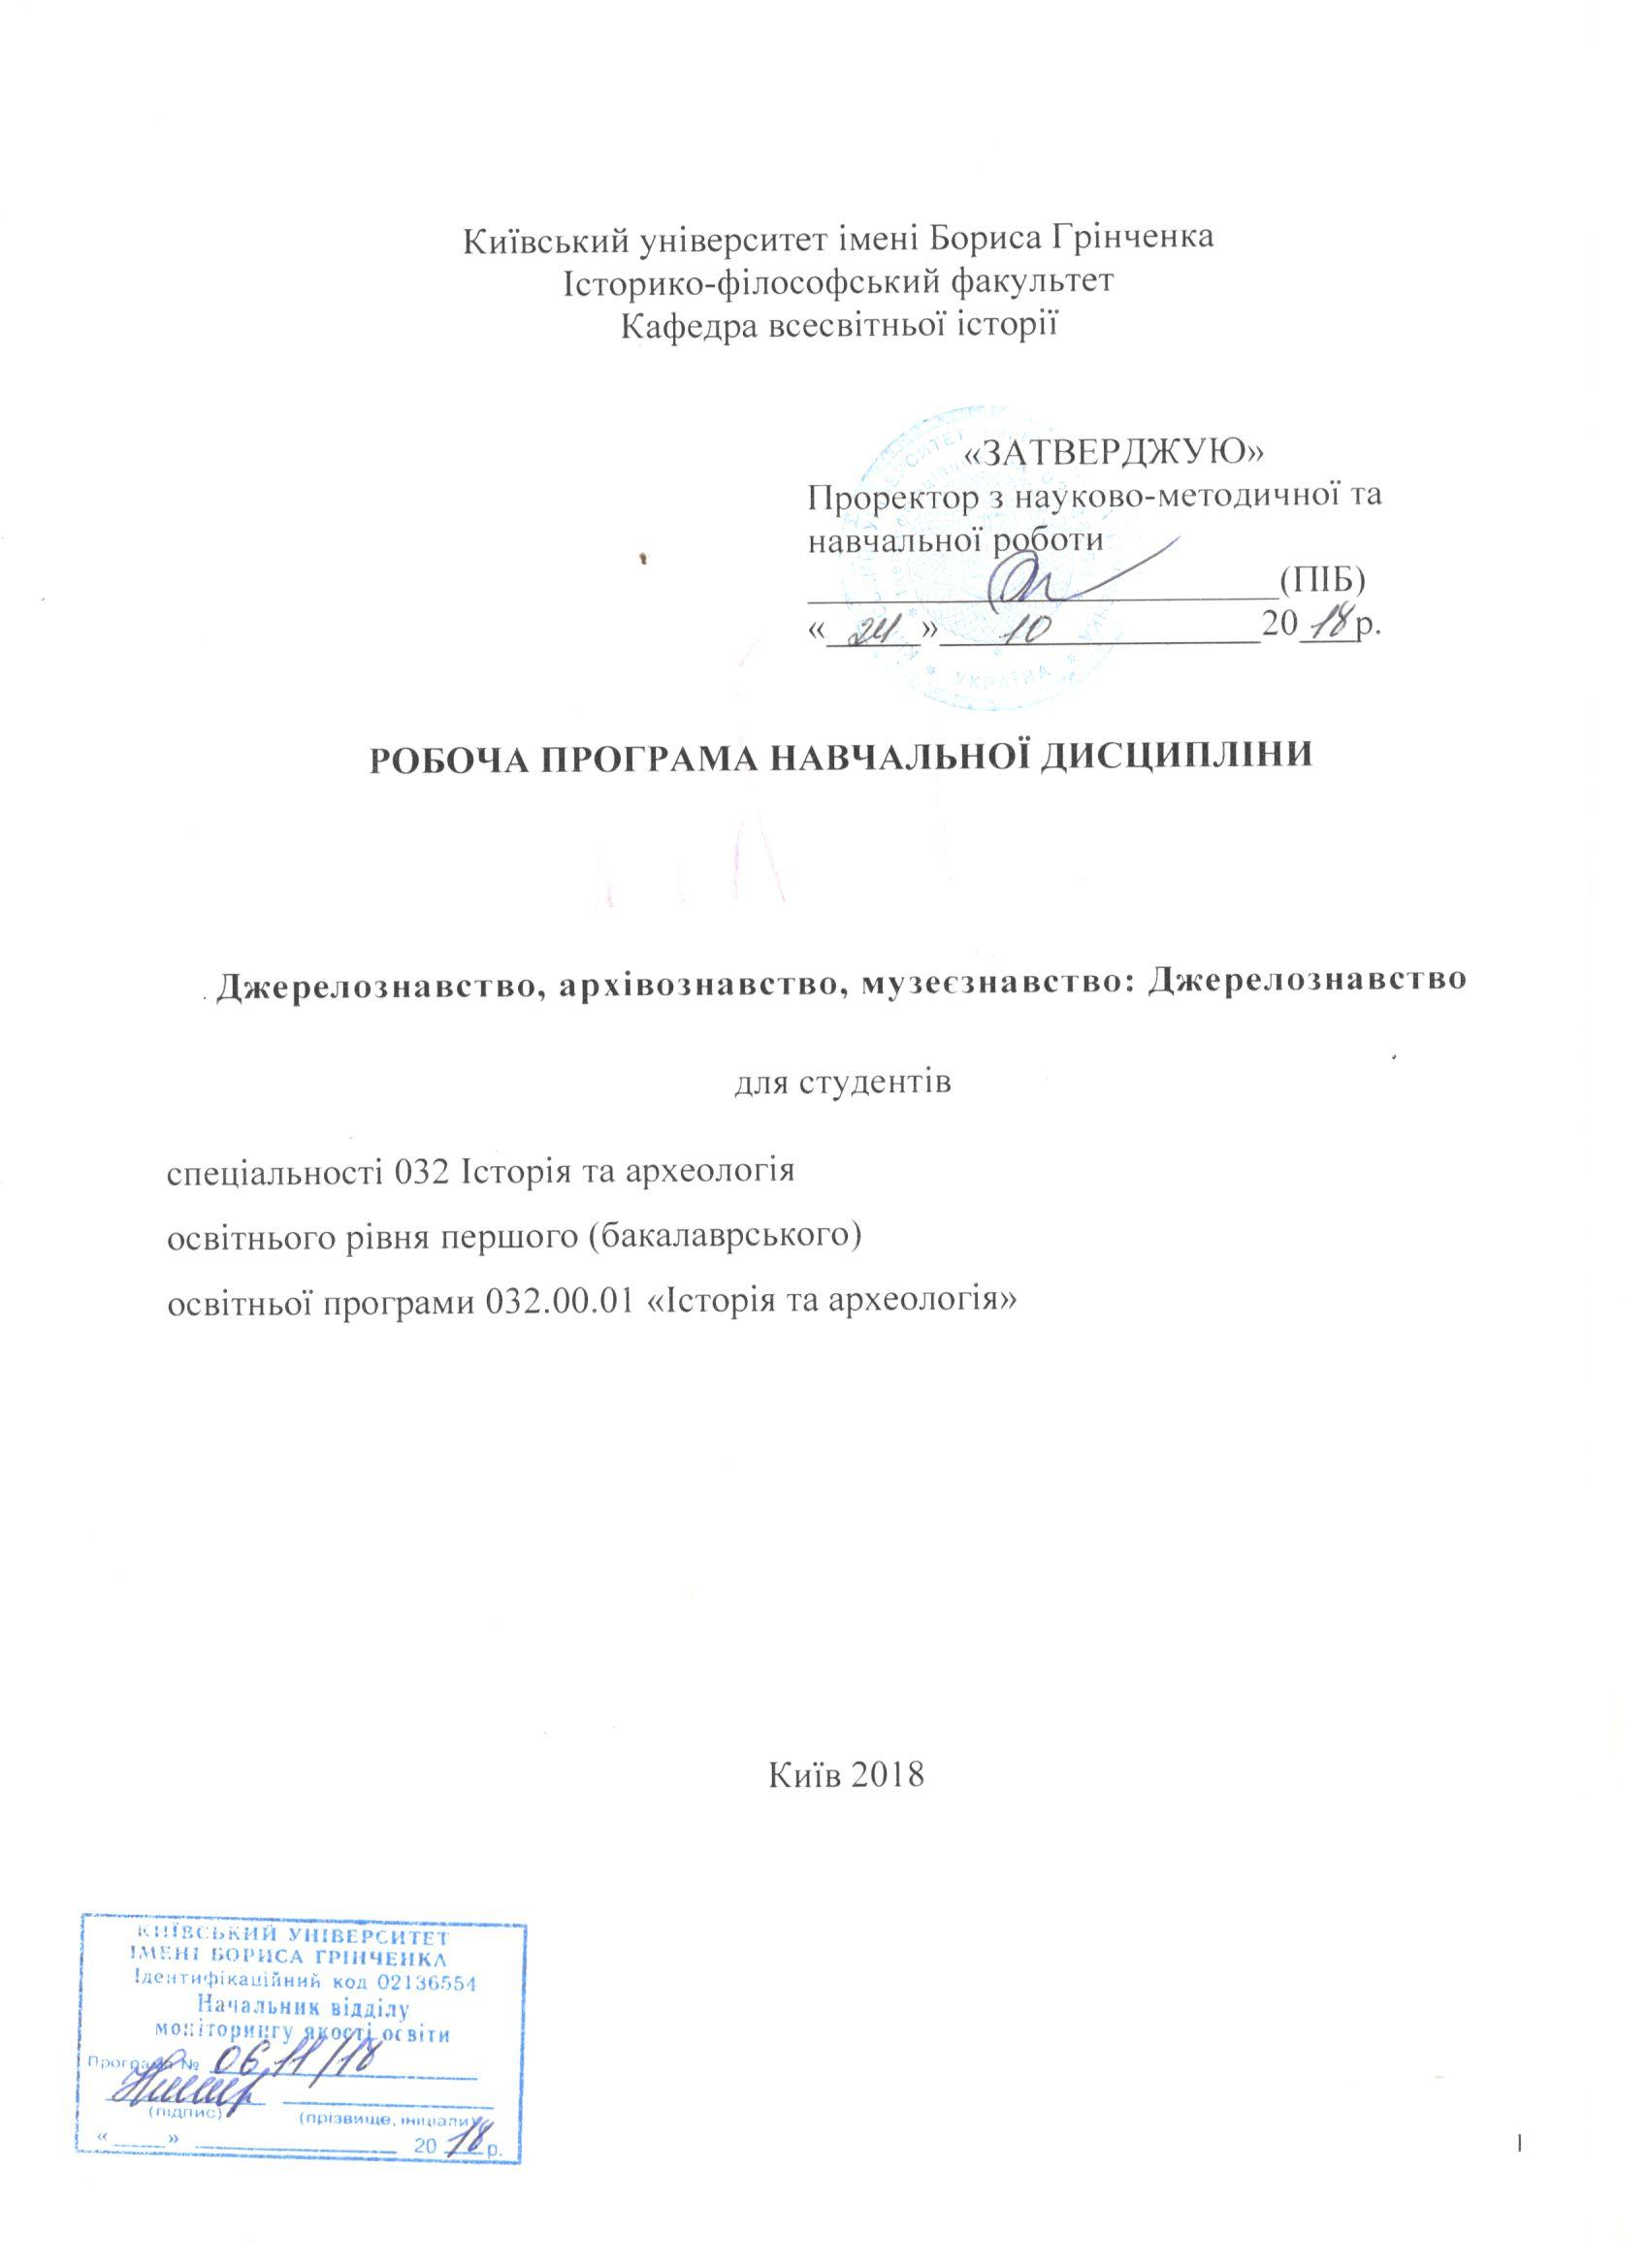 Київський університет імені Бориса Грінченка
Історико-філософський факультет
Кафедра всесвітньої історії
«ЗАТВЕРДЖУЮ»
Проректор з науково-методичної та
навчальної роботи
(ПІБ)
« 24 » 10 20 18 р.
УКРАЇНА
РОБОЧА ПРОГРАМА НАВЧАЛЬНОЇ ДИСЦИПЛІНИ
Джерелознавство, архівознавство, музеєзнавство: Джерелознавство
для студентів
спеціальності 032 Історія та археологія
освітнього рівня першого (бакалаврського)
освітньої програми 032.00.01 «Історія та археологія»
Київ 2018
КИЇВСЬКИЙ УНІВЕРСИТЕТ
ІМЕНІ БОРИСА ГРІНЧЕНКА
Ідентифікаційний код 02136554
Начальник відділу
моніторингу якості освіти
Програма № 06.11/18
(підпис) (прізвище, ініціали)
« » 20 18 р.
1